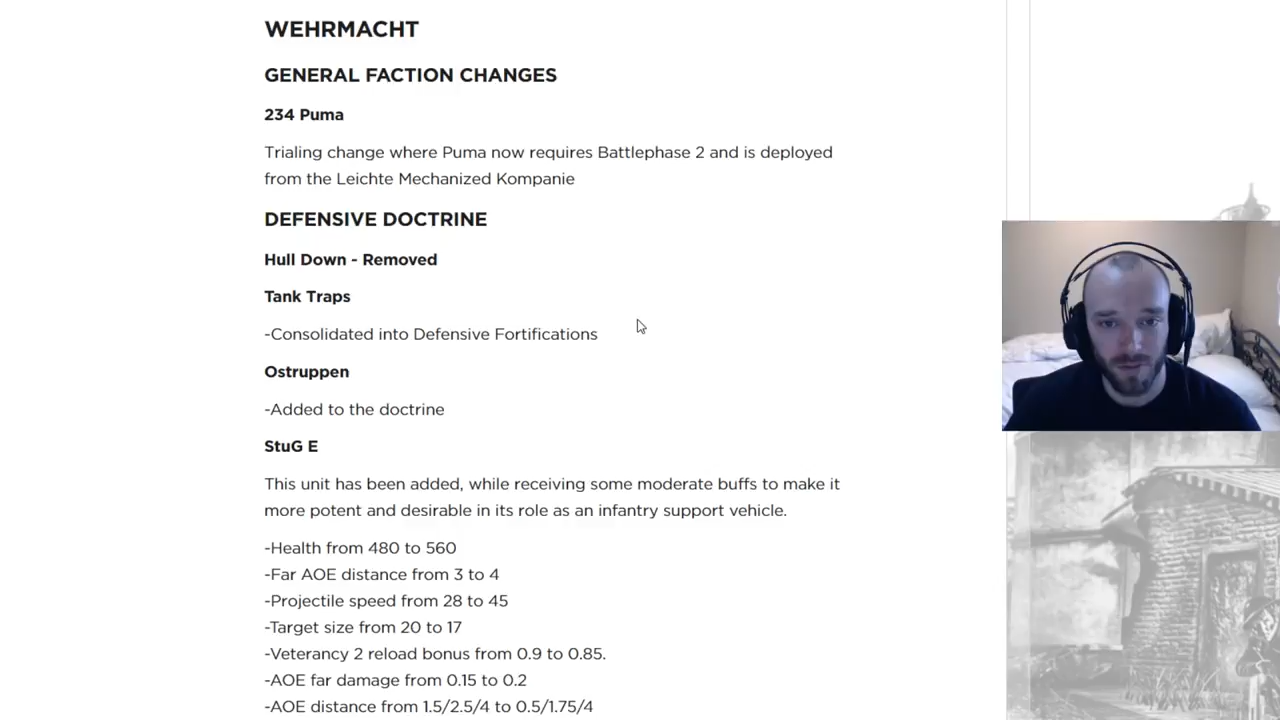 WEHRMACHT
GENERAL FACTION CHANGES
234 Puma
Trialing change where Puma now requires Battlephase 2 and is deployed
from the Leichte Mechanized Kompanie
DEFENSIVE DOCTRINE
Hull Down - Removed
Tank Traps
-Consolidated into Defensive Fortifications
Ostruppen
-Added to the doctrine
StuG E
This unit has been added, while receiving some moderate buffs to make it
more potent and desirable in its role as an infantry support vehicle.
-Health from 480 to 560
-Far AOE distance from 3 to 4
-Projectile speed from 28 to 45
-Target size from 20 to 17
-Veterancy 2 reload bonus from 0.9 to 0.85.
-AOE far damage from 0.15 to 0.2
-AOE distance from 1.5/2.5/4 to 0.5/1.75/4